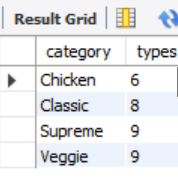 Result Grid
category types
Chicken 6
Classic 8
Supreme 9
Veggie 9